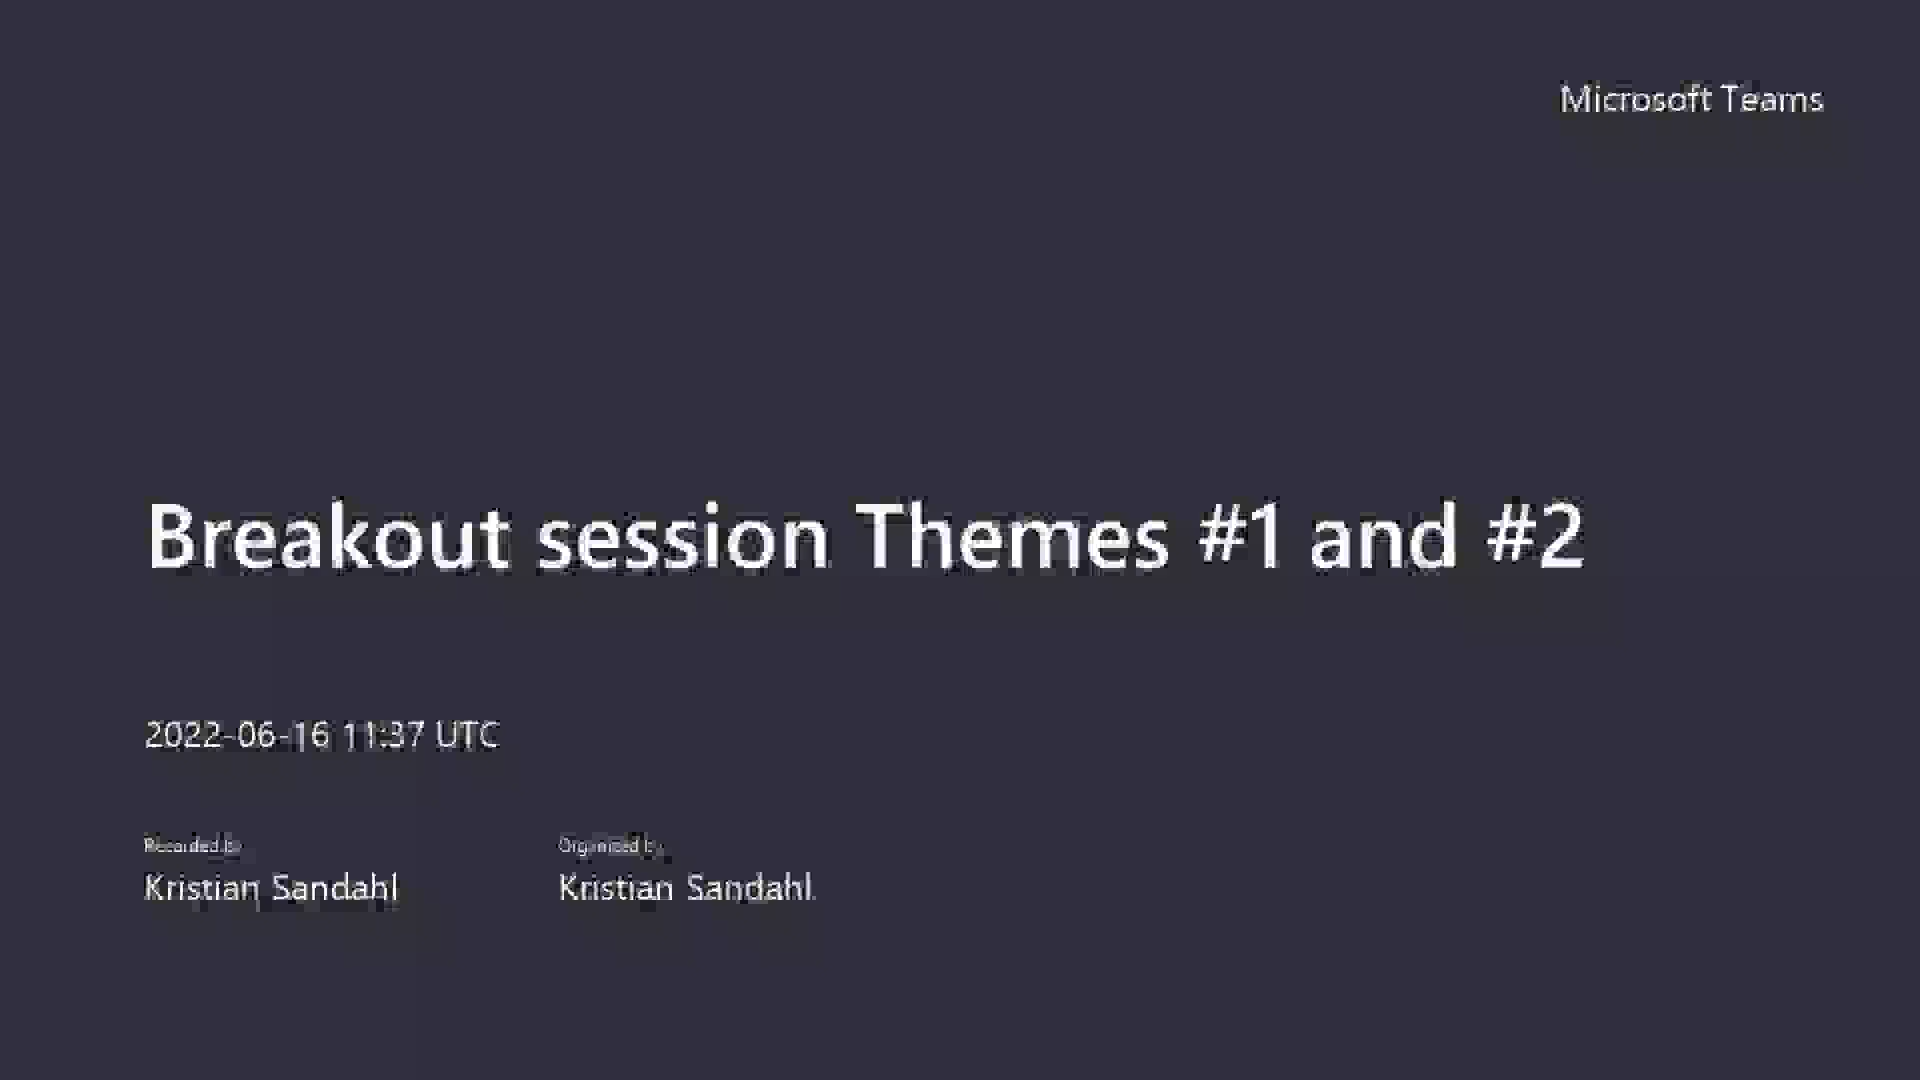 Microsoft Teams
Breakout session Themes #1 and #2
2022-06-16 11:37 UTC
Recorded by
Organized by
Kristian Sandahl
Kristian Sandahl